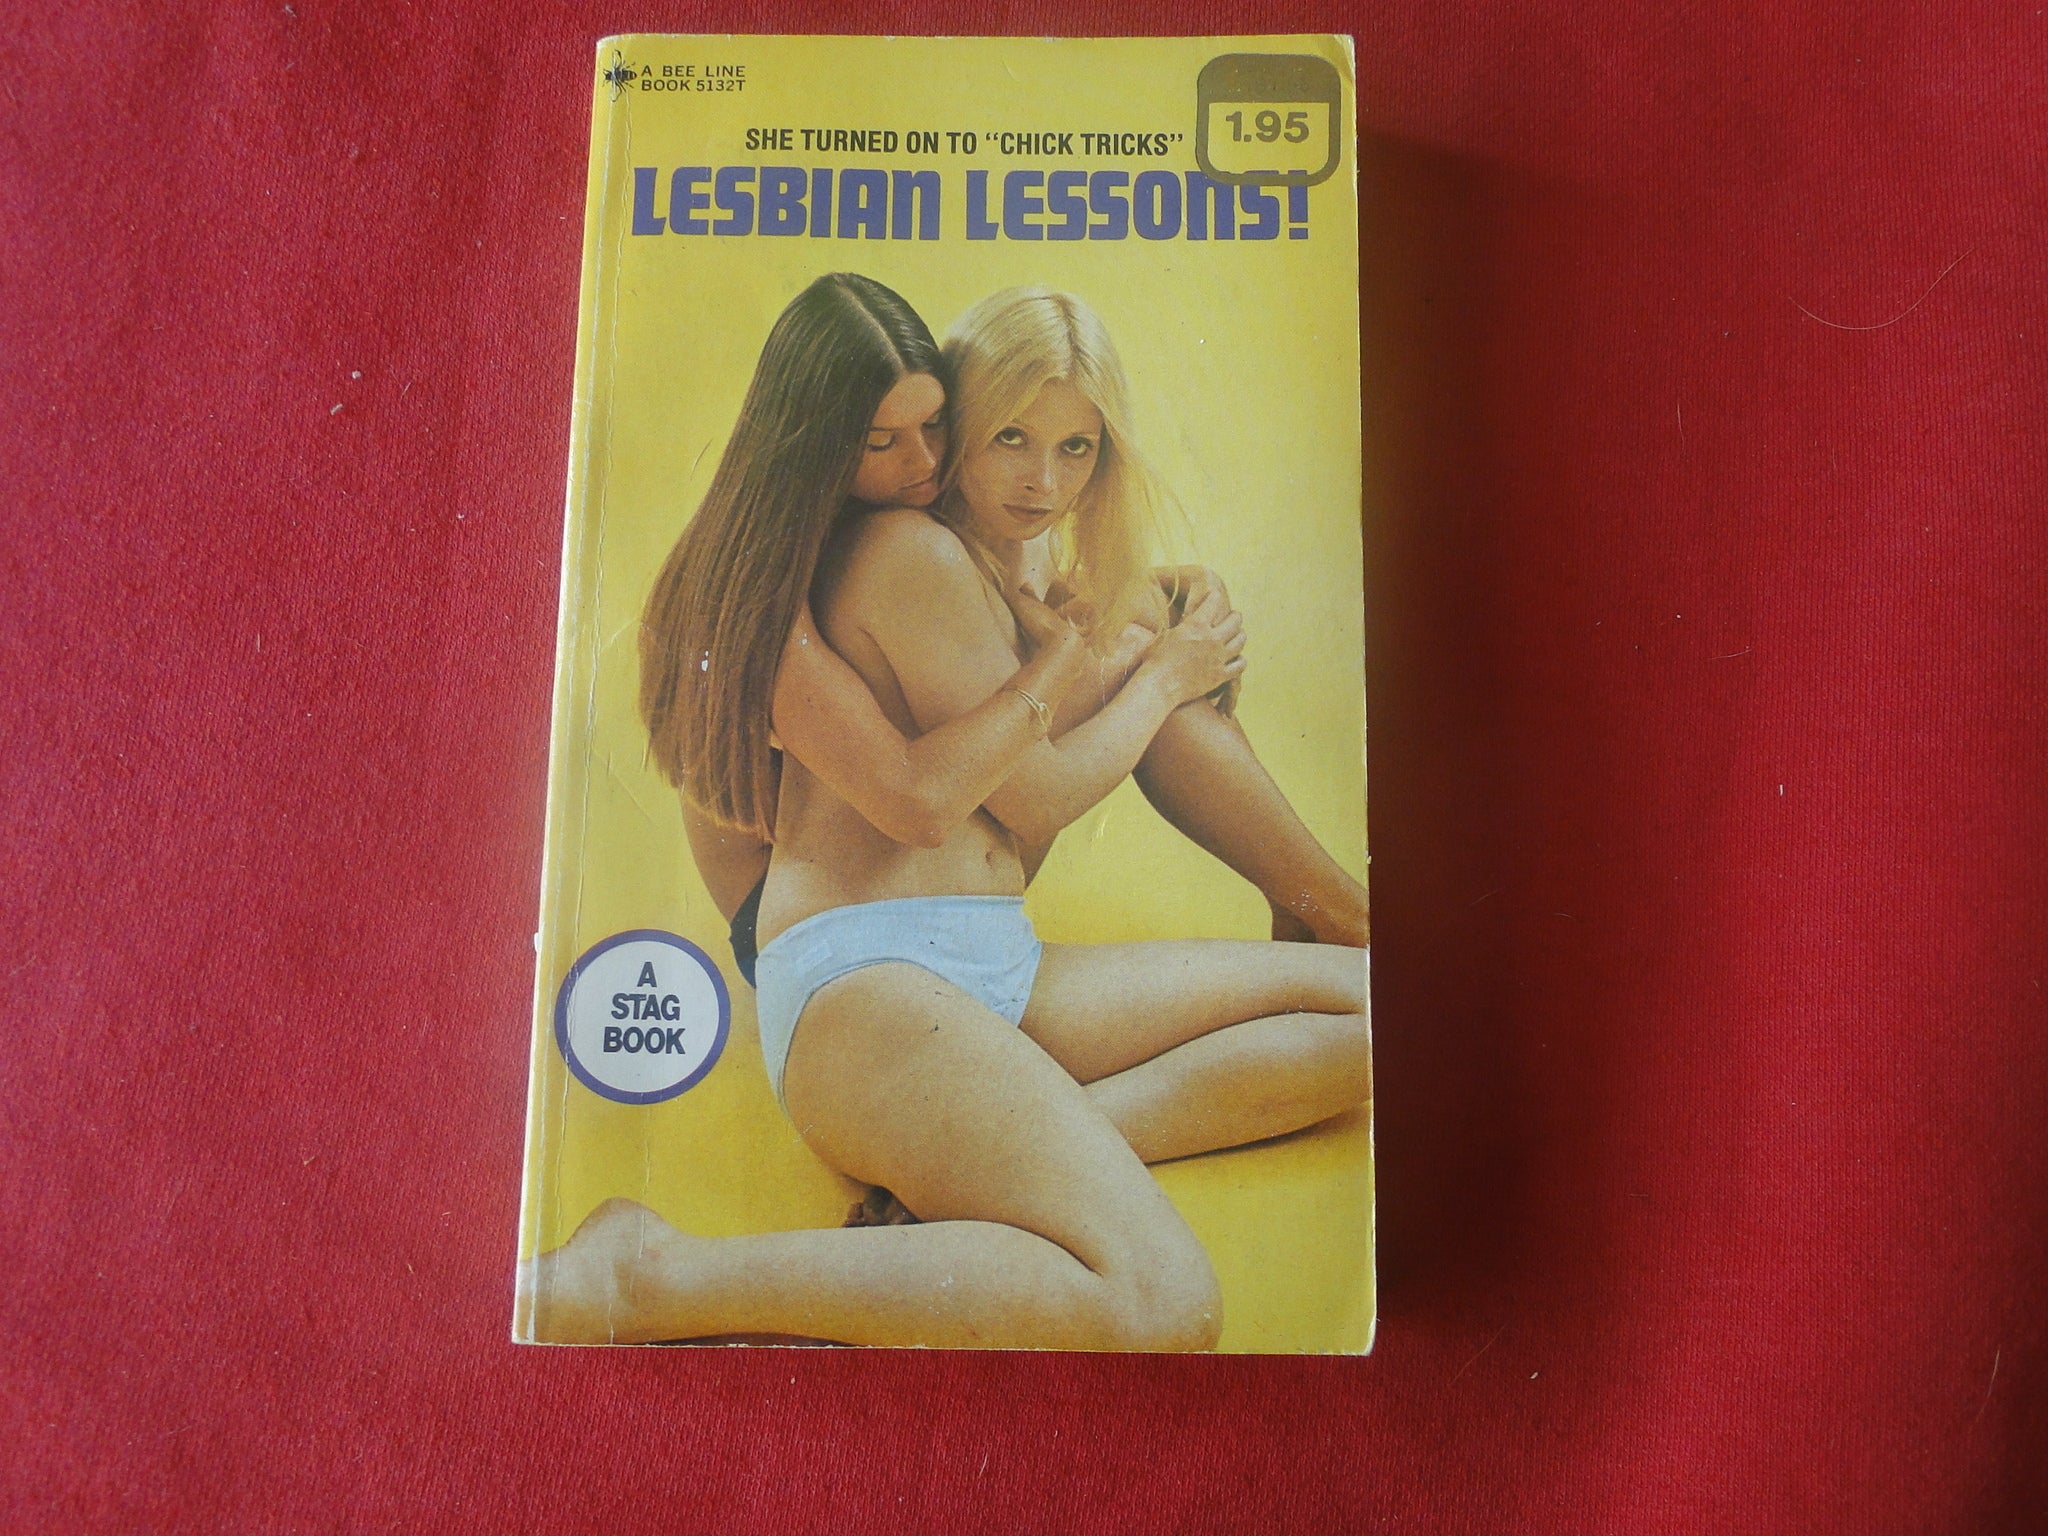 A BEE LINE
BOOK 5132T
1.95
SHE TURNED ON TO "CHICK TRICKS"
LESBIAN LESSONS!
A
STAG
BOOK